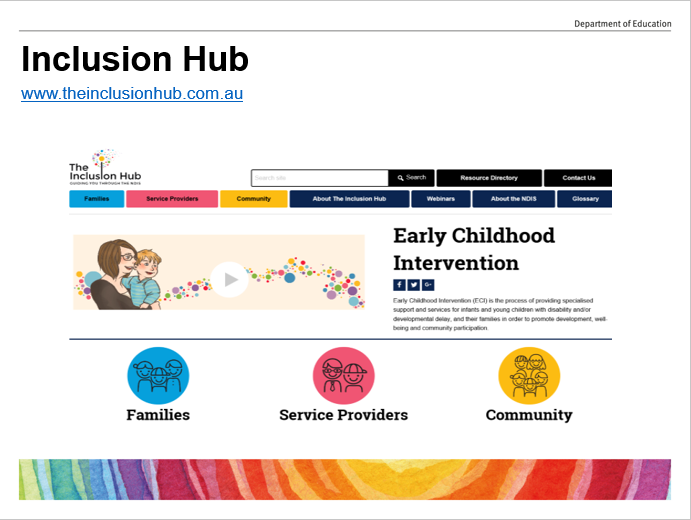 Department of Education
Inclusion Hub
www.theinclusionhub.com.au
The
Inclusion Hub
GUIDING YOU THROUGH THE NDIS
Search site
Search
Resource Directory
Contact Us
Families
Service Providers
Community
About The Inclusion Hub
Webinars
About the NDIS
Glossary
Early Childhood
Intervention
Early Childhood Intervention (ECI) is the process of providing specialised
support and services for infants and young children with disability and/or
developmental delay, and their families in order to promote development, well-
being and community participation.
Families
Service Providers
Community